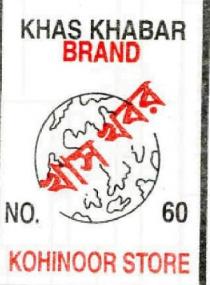 KHAS KHABAR
BRAND
খাস খবর
NO. 60
KOHINOOR STORE